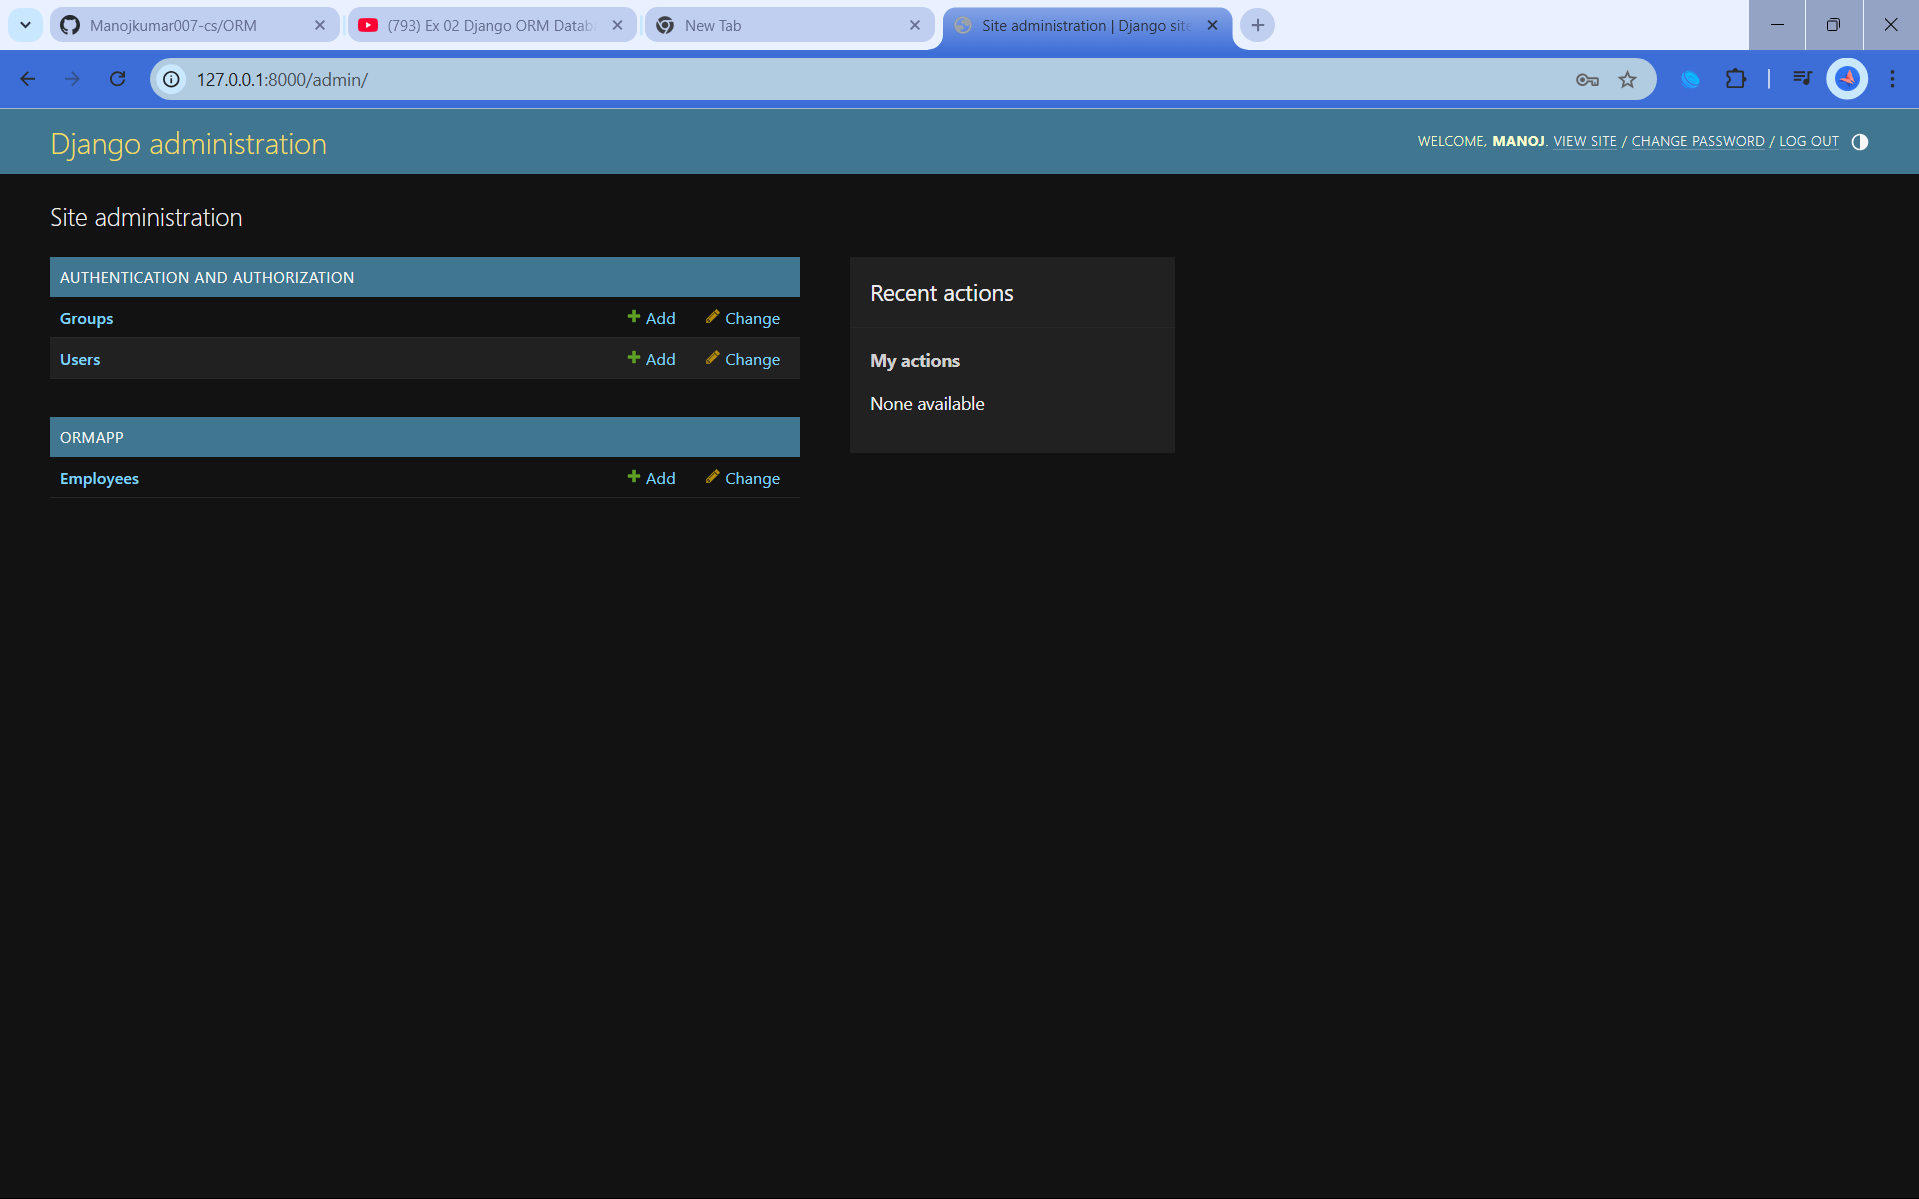 Manojkumar007-cs/ORM
(793) Ex 02 Django ORM Datab
New Tab
Site administration | Django site
127.0.0.1:8000/admin/
Django administration
WELCOME, MANOJ. VIEW SITE / CHANGE PASSWORD / LOG OUT
Site administration
AUTHENTICATION AND AUTHORIZATION
Groups Add Change
Users Add Change
ORMAPP
Employees Add Change
Recent actions
My actions
None available